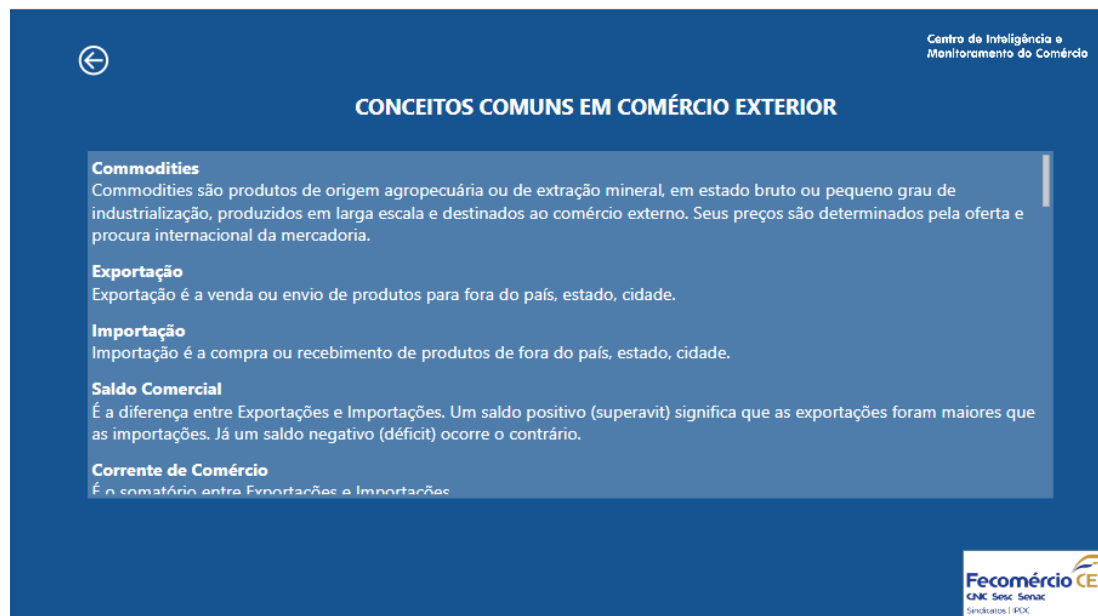 Centro de Inteligência e
Monitoramento do Comércio
CONCEITOS COMUNS EM COMÉRCIO EXTERIOR
Commodities
Commodities são produtos de origem agropecuária ou de extração mineral, em estado bruto ou pequeno grau de
industrialização, produzidos em larga escala e destinados ao comércio externo. Seus preços são determinados pela oferta e
procura internacional da mercadoria.
Exportação
Exportação é a venda ou envio de produtos para fora do país, estado, cidade.
Importação
Importação é a compra ou recebimento de produtos de fora do país, estado, cidade.
Saldo Comercial
É a diferença entre Exportações e Importações. Um saldo positivo (superavit) significa que as exportações foram maiores que
as importações. Já um saldo negativo (déficit) ocorre o contrário.
Corrente de Comércio
É o somatório entre Exportações e Importações
Fecomércio CE
CNC Sesc Senac
Sindicatos | IPDC